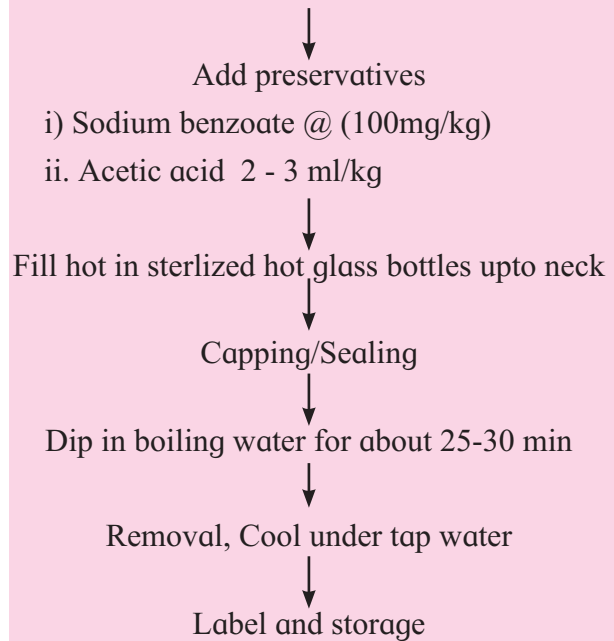 Add preservatives
i) Sodium benzoate @ (100mg/kg)
ii. Acetic acid 2 - 3 ml/kg
Fill hot in sterlized hot glass bottles upto neck
Capping/Sealing
Dip in boiling water for about 25-30 min
Removal, Cool under tap water
Label and storage